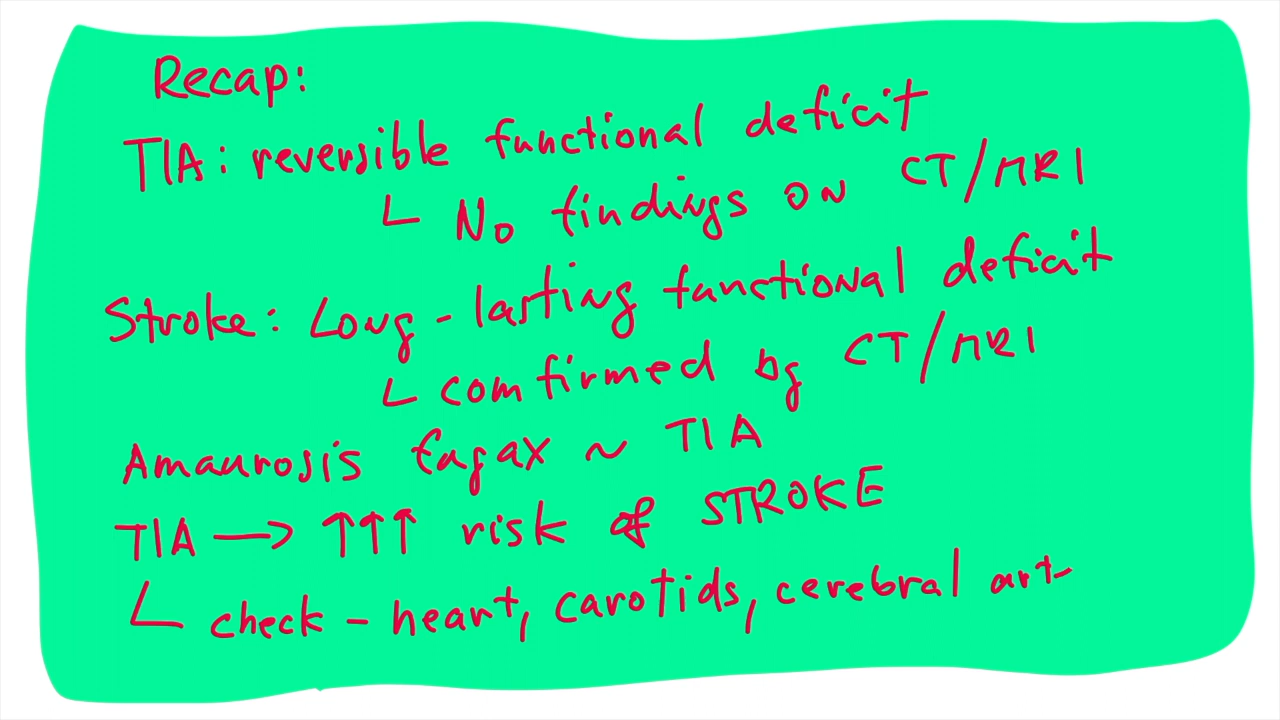 Recap:
TIA: reversible functional deficit
No findings on CT/MRI
Stroke: Long-lasting functional deficit
confirmed by CT/MRI
Amaurosis fugax ~ TIA
TIA → ↑↑↑ risk of STROKE
check - heart, carotids, cerebral art-